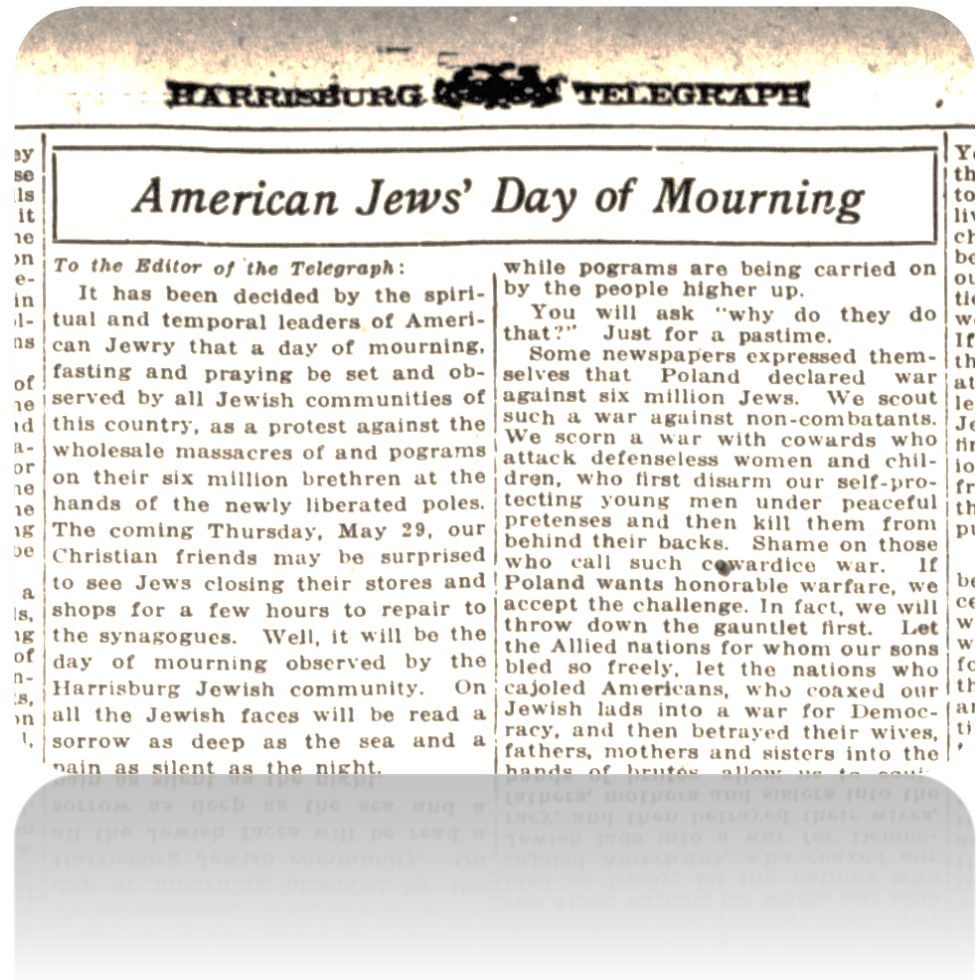 HARRISBURG TELEGRAPH
American Jews' Day of Mourning
To the Editor of the Telegraph:
It has been decided by the spiri-
tual and temporal leaders of Ameri-
can Jewry that a day of mourning,
fasting and praying be set and ob-
served by all Jewish communities of
this country, as a protest against the
wholesale massacres of and pograms
on their six million brethren at the
hands of the newly liberated poles.
The coming Thursday, May 29, our
Christian friends may be surprised
to see Jews closing their stores and
shops for a few hours to repair to
the synagogues. Well, it will be the
day of mourning observed by the
Harrisburg Jewish community. On
all the Jewish faces will be read a
sorrow as deep as the sea and a
pain as silent as the night.
while pograms are being carried on
by the people higher up.
You will ask "why do they do
that?" Just for a pastime.
Some newspapers expressed them-
selves that Poland declared war
against six million Jews. We scout
such a war against non-combatants.
We scorn a war with cowards who
attack defenseless women and chil-
dren, who first disarm our self-pro-
tecting young men under peaceful
pretenses and then kill them from
behind their backs. Shame on those
who call such cowardice war. If
Poland wants honorable warfare, we
accept the challenge. In fact, we will
throw down the gauntlet first. Let
the Allied nations for whom our sons
bled so freely, let the nations who
cajoled Americans, who coaxed our
Jewish lads into a war for Democ-
racy, and then betrayed their wives,
fathers, mothers and sisters into the
hands of brutes, allow us to